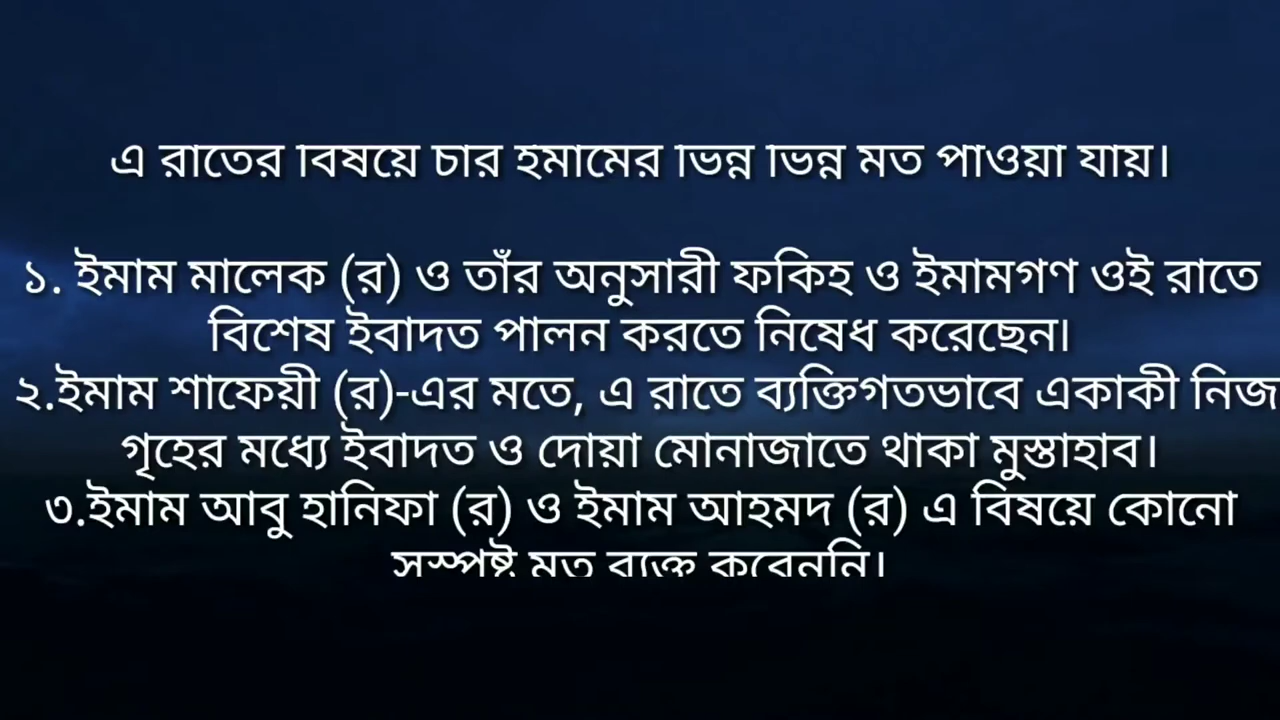 এ রাতের বিষয়ে চার ইমামের ভিন্ন ভিন্ন মত পাওয়া যায়।
১. ইমাম মালেক (র) ও তাঁর অনুসারী ফকিহ ও ইমামগণ ওই রাতে
বিশেষ ইবাদত পালন করতে নিষেধ করেছেন।
২.ইমাম শাফেয়ী (র)-এর মতে, এ রাতে ব্যক্তিগতভাবে একাকী নিজ
গৃহের মধ্যে ইবাদত ও দোয়া মোনাজাতে থাকা মুস্তাহাব।
৩.ইমাম আবু হানিফা (র) ও ইমাম আহমদ (র) এ বিষয়ে কোনো
সুস্পষ্ট মত ব্যক্ত করেননি।